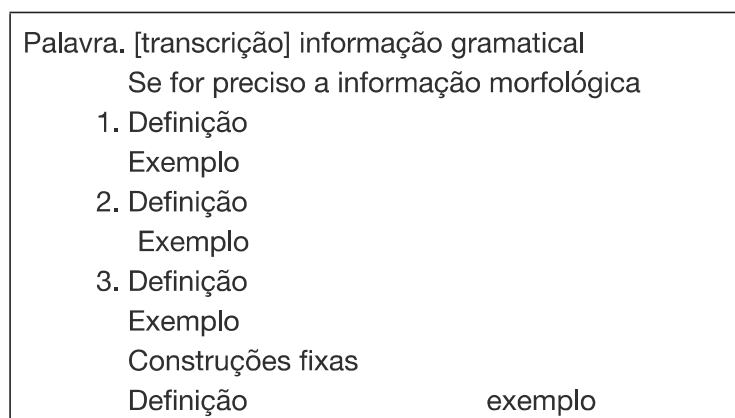 Palavra. [transcrição] informação gramatical
Se for preciso a informação morfológica
1. Definição
Exemplo
2. Definição
Exemplo
3. Definição
Exemplo
Construções fixas
Definição exemplo